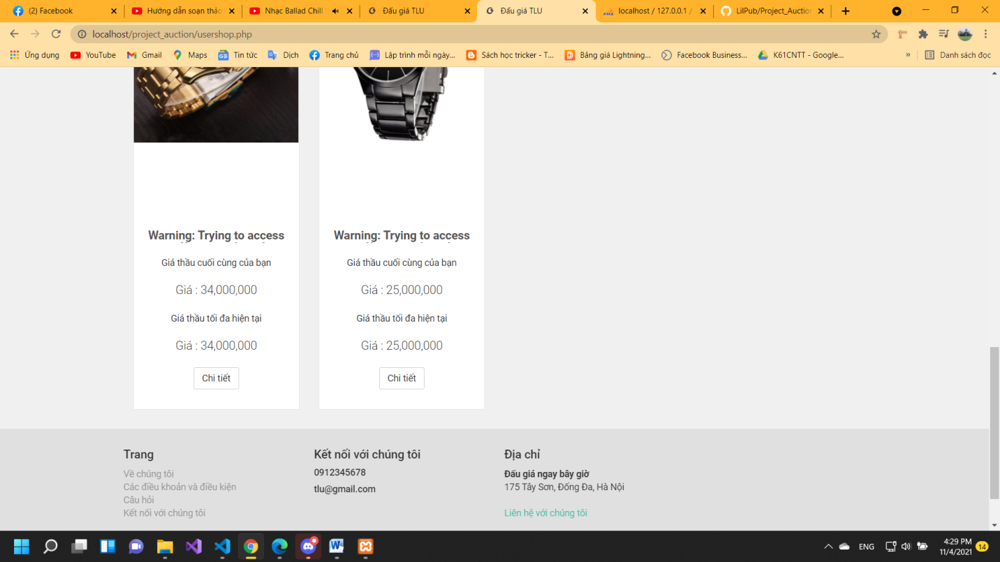 (2) Facebook
Hướng dẫn soạn thảo
Nhạc Ballad Chill
Đấu giá TLU
Đấu giá TLU
localhost / 127.0.0.1 /
LilPub/Project_Auction
localhost/project_auction/usershop.php
Ứng dụng
YouTube
Gmail
Maps
Tin tức
Dịch
Trang chủ
Lập trình mỗi ngày...
Sách học tricker - T...
Bảng giá Lightning...
Facebook Business...
K61CNTT - Google...
»
Danh sách đọc
Warning: Trying to access
Warning: Trying to access
Giá thầu cuối cùng của bạn
Giá thầu cuối cùng của bạn
Giá : 34,000,000
Giá : 25,000,000
Giá thầu tối đa hiện tại
Giá thầu tối đa hiện tại
Giá : 34,000,000
Giá : 25,000,000
Chi tiết
Chi tiết
Trang
Về chúng tôi
Các điều khoản và điều kiện
Câu hỏi
Kết nối với chúng tôi
Kết nối với chúng tôi
0912345678
tlu@gmail.com
Địa chỉ
Đấu giá ngay bây giờ
175 Tây Sơn, Đống Đa, Hà Nội
Liên hệ với chúng tôi
ENG
4:29 PM
11/4/2021
14